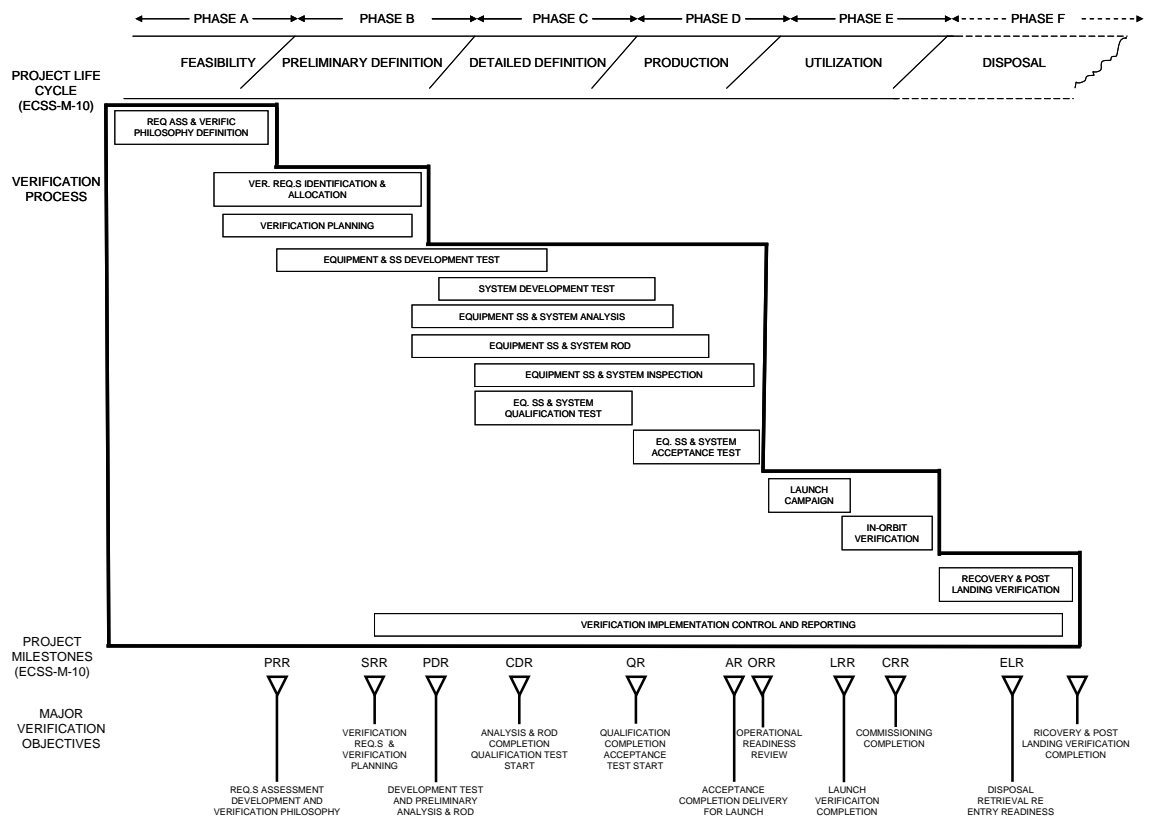 PHASE A
PHASE B
PHASE C
PHASE D
PHASE E
PHASE F
FEASIBILITY
PRELIMINARY DEFINITION
DETAILED DEFINITION
PRODUCTION
UTILIZATION
DISPOSAL
PROJECT LIFE
CYCLE
(ECSS-M-10)
REQ ASS & VERIFIC
PHILOSOPHY DEFINITION
VERIFICATION
PROCESS
VER. REQ.S IDENTIFICATION &
ALLOCATION
VERIFICATION PLANNING
EQUIPMENT & SS DEVELOPMENT TEST
SYSTEM DEVELOPMENT TEST
EQUIPMENT SS & SYSTEM ANALYSIS
EQUIPMENT SS & SYSTEM ROD
EQUIPMENT SS & SYSTEM INSPECTION
EQ. SS & SYSTEM
QUALIFICATION TEST
EQ. SS & SYSTEM
ACCEPTANCE TEST
LAUNCH
CAMPAIGN
IN-ORBIT
VERIFICATION
RECOVERY & POST
LANDING VERIFICATION
VERIFICATION IMPLEMENTATION CONTROL AND REPORTING
PROJECT
MILESTONES
(ECSS-M-10)
PRR
SRR
PDR
CDR
QR
AR
ORR
LRR
CRR
ELR
MAJOR
VERIFICATION
OBJECTIVES
VERIFICATION
REQ.S &
VERIFICATION
PLANNING
ANALYSIS & ROD
COMPLETION
QUALIFICATION TEST
START
QUALIFICATION
COMPLETION
ACCEPTANCE
TEST START
OPERATIONAL
READINESS
REVIEW
COMMISSIONING
COMPLETION
RICOVERY & POST
LANDING VERIFICATION
COMPLETION
REQ.S ASSESSMENT
DEVELOPMENT AND
VERIFICATION PHILOSOPHY
DEVELOPMENT TEST
AND PRELIMINARY
ANALYSIS & ROD
ACCEPTANCE
COMPLETION DELIVERY
FOR LAUNCH
LAUNCH
VERIFICAITON
COMPLETION
DISPOSAL
RETRIEVAL RE
ENTRY READINESS